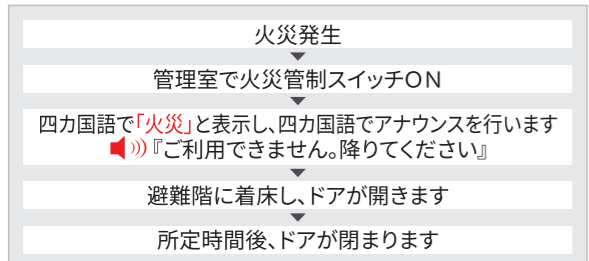 火災発生
管理室で火災管制スイッチON
四カ国語で「火災」と表示し、四カ国語でアナウンスを行います
『ご利用できません。降りてください』
避難階に着床し、ドアが開きます
所定時間後、ドアが閉まります